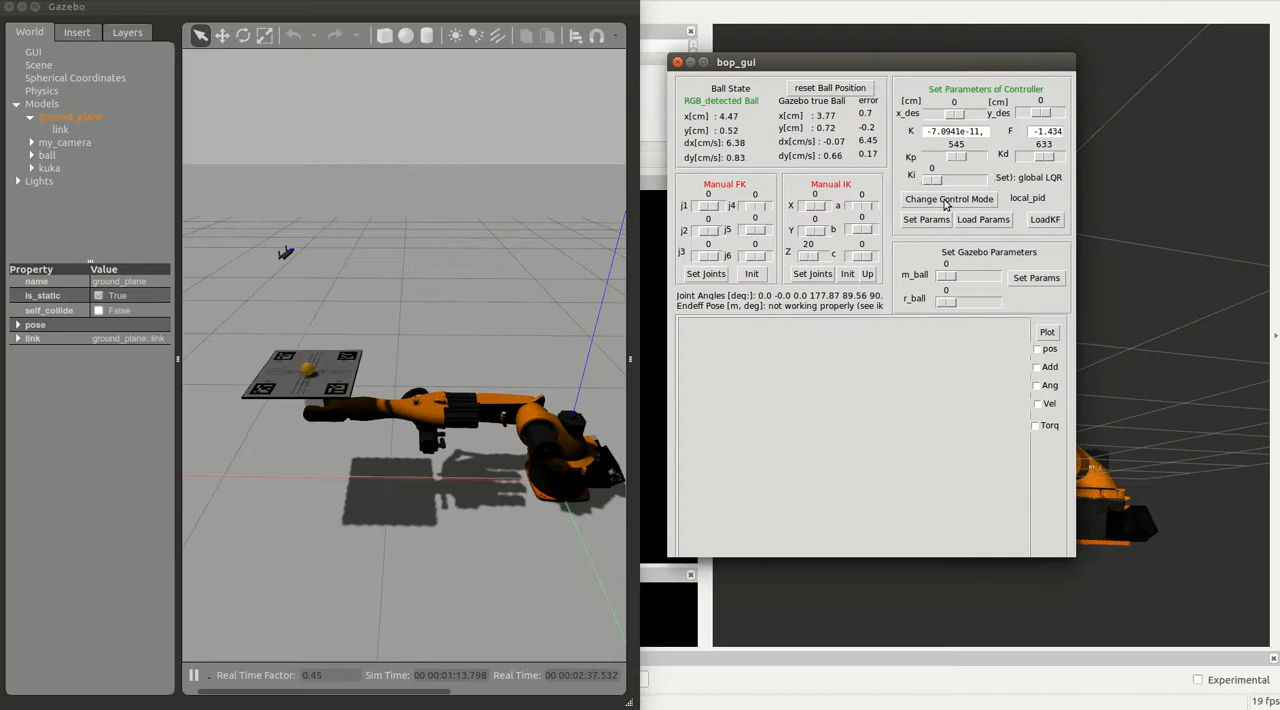 Gazebo
World Insert Layers
GUI
Scene
Spherical Coordinates
Physics
Models
ground_plane
link
my_camera
ball
kuka
Lights
Property Value
name ground_plane
is_static True
self_collide False
pose
link ground_plane::link
Real Time Factor: 0.45 Sim Time: 00 00:01:13.798 Real Time: 00 00:02:37.532
bop_gui
Ball State reset Ball Position
RGB_detected Ball Gazebo true Ball error
x[cm] : 4.47 x[cm] : 3.77 0.7
y[cm] : 0.52 y[cm] : 0.72 -0.2
dx[cm/s] : 6.38 dx[cm/s] : -0.07 6.45
dy[cm/s] : 0.83 dy[cm/s] : 0.66 0.17
Manual FK
0 0
j1 j4
0 0
j2 j5
0 0
j3 j6
Set Joints Init
Manual IK
0 0
X a
0 0
Y b
20 0
Z c
Set Joints Init Up
Joint Angles [deg:]: 0.0 -0.0 0.0 177.87 89.56 90.
Endeff Pose [m, deg]: not working properly (see ik
Set Parameters of Controller
[cm] 0 [cm] 0
x_des y_des
K -7.0941e-11, F -1.434
545 633
Kp Kd
0
Ki Set): global LQR
Change Control Mode local_pid
Set Params Load Params LoadKF
Set Gazebo Parameters
0
m_ball Set Params
0
r_ball
Plot
pos
Add
Ang
Vel
Torq
Experimental
19 fps